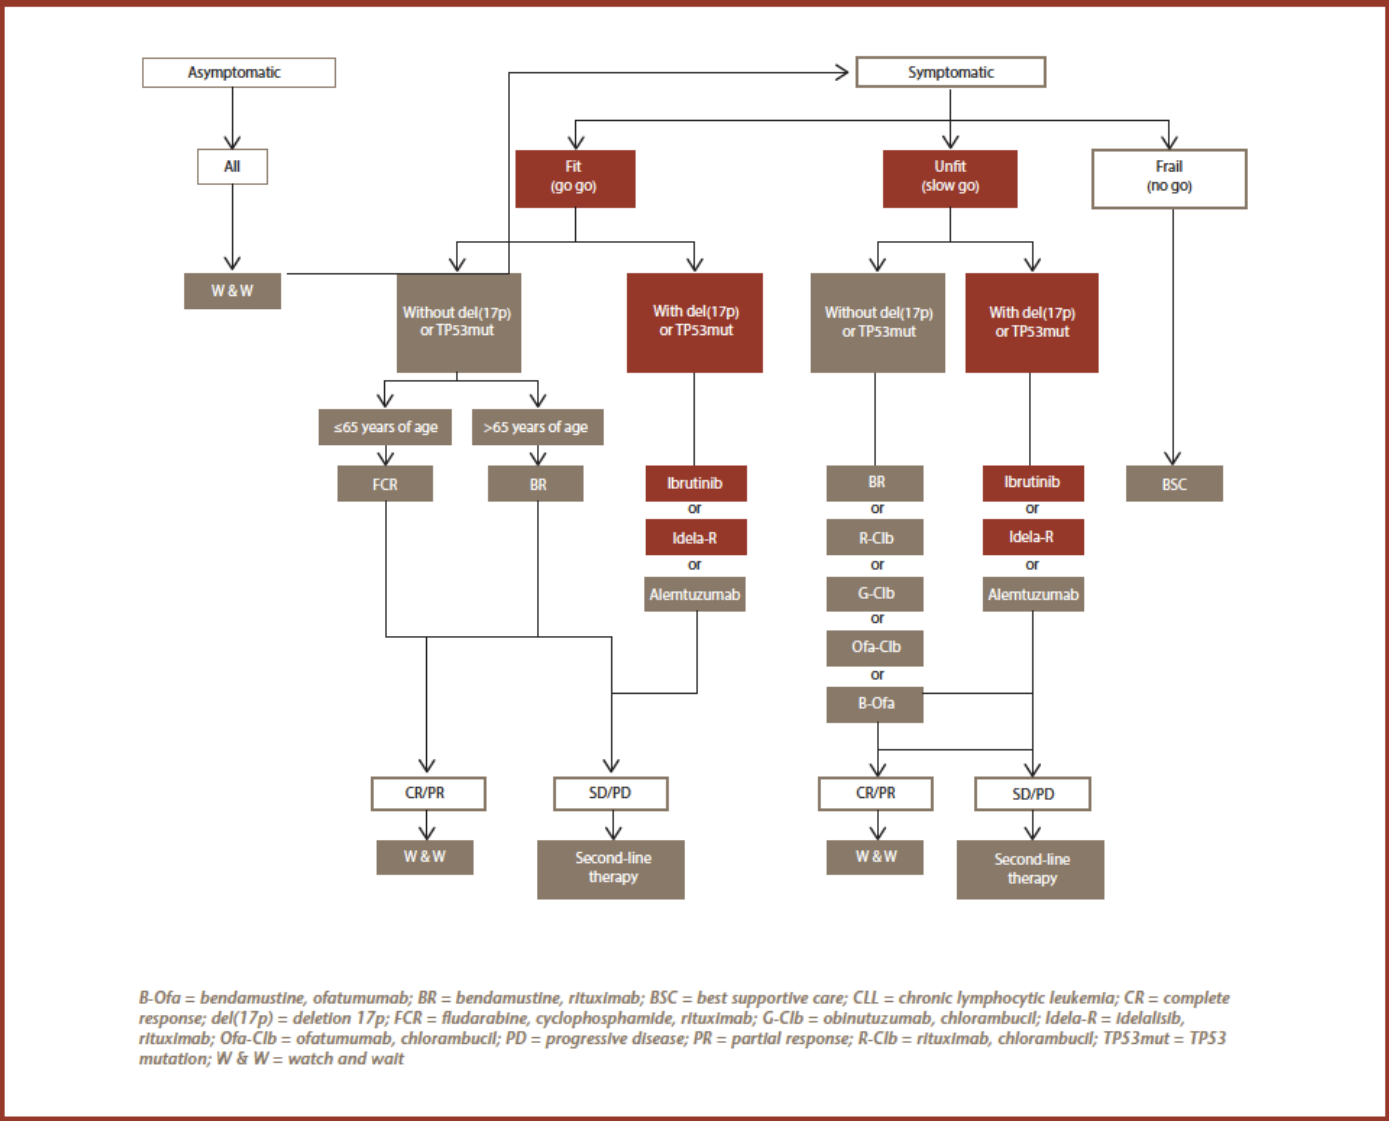 Asymptomatic
Symptomatic
All
Fit
(go go)
Unfit
(slow go)
Frail
(no go)
W & W
Without del(17p)
or TP53mut
With del(17p)
or TP53mut
Without del(17p)
or TP53mut
With del(17p)
or TP53mut
≤65 years of age
>65 years of age
FCR
BR
Ibrutinib
or
Idela-R
or
Alemtuzumab
BR
or
R-Clb
or
G-Clb
or
Ofa-Clb
or
B-Ofa
Ibrutinib
or
Idela-R
or
Alemtuzumab
BSC
CR/PR
SD/PD
CR/PR
SD/PD
W & W
Second-line
therapy
W & W
Second-line
therapy
B-Ofa = bendamustine, ofatumumab; BR = bendamustine, rituximab; BSC = best supportive care; CLL = chronic lymphocytic leukemia; CR = complete
response; del(17p) = deletion 17p; FCR = fludarabine, cyclophosphamide, rituximab; G-Clb = obinutuzumab, chlorambucil; Idela-R = idelalisib,
rituximab; Ofa-Clb = ofatumumab, chlorambucil; PD = progressive disease; PR = partial response; R-Clb = rituximab, chlorambucil; TP53mut = TP53
mutation; W & W = watch and wait